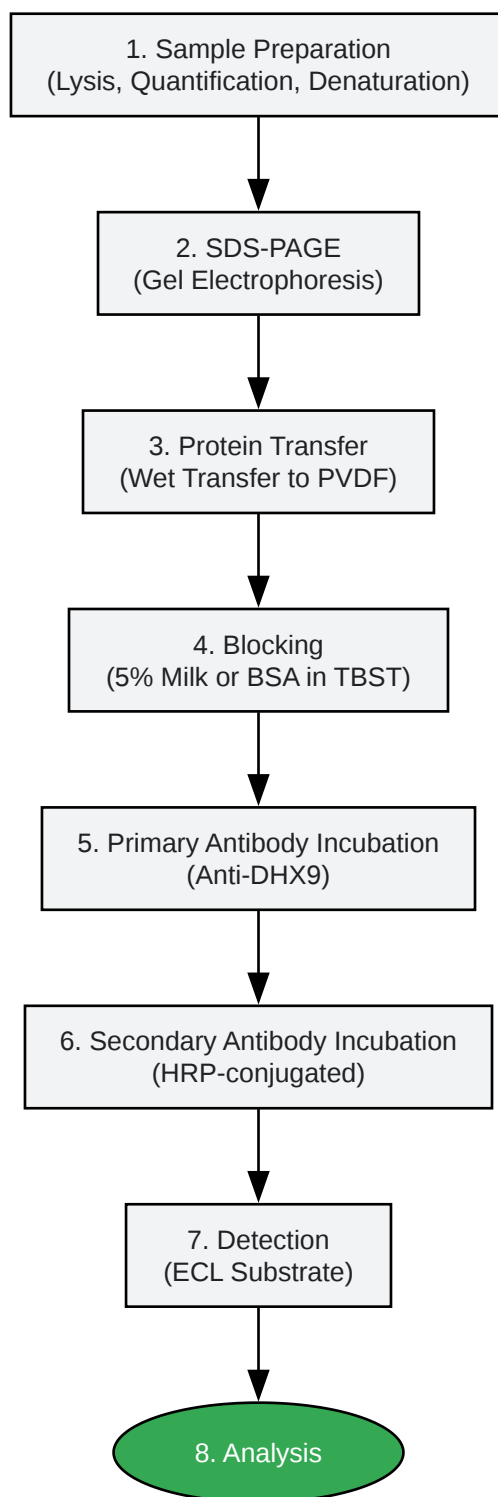 1. Sample Preparation
(Lysis, Quantification, Denaturation)
2. SDS-PAGE
(Gel Electrophoresis)
3. Protein Transfer
(Wet Transfer to PVDF)
4. Blocking
(5% Milk or BSA in TBST)
5. Primary Antibody Incubation
(Anti-DHX9)
6. Secondary Antibody Incubation
(HRP-conjugated)
7. Detection
(ECL Substrate)
8. Analysis